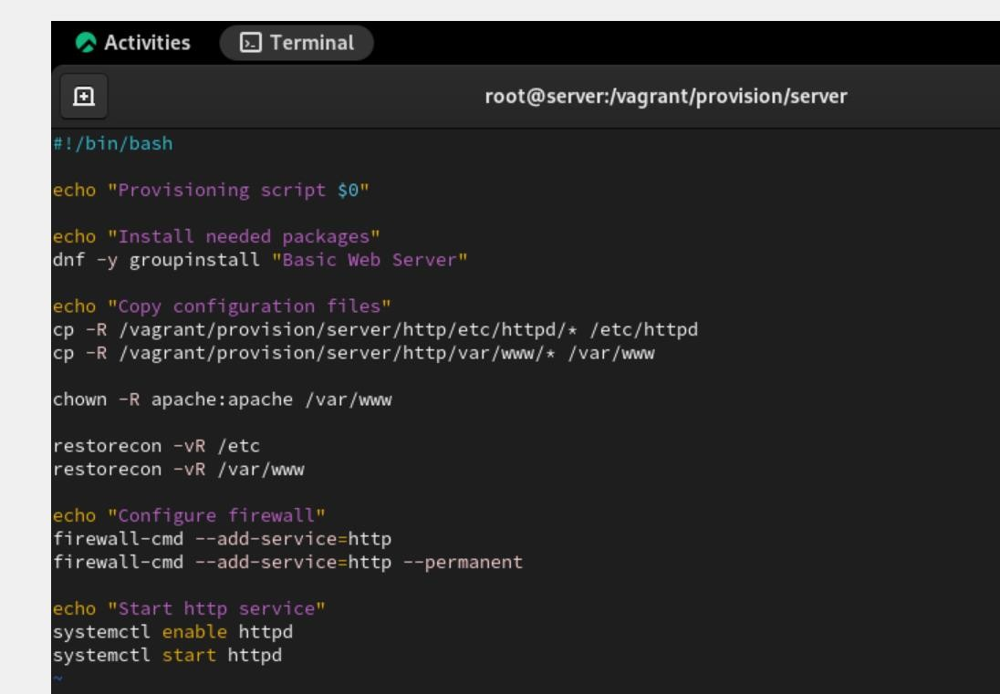 Activities Terminal
root@server:/vagrant/provision/server
#!/bin/bash
echo "Provisioning script $0"
echo "Install needed packages"
dnf -y groupinstall "Basic Web Server"
echo "Copy configuration files"
cp -R /vagrant/provision/server/http/etc/httpd/* /etc/httpd
cp -R /vagrant/provision/server/http/var/www/* /var/www
chown -R apache:apache /var/www
restorecon -vR /etc
restorecon -vR /var/www
echo "Configure firewall"
firewall-cmd --add-service=http
firewall-cmd --add-service=http --permanent
echo "Start http service"
systemctl enable httpd
systemctl start httpd
~